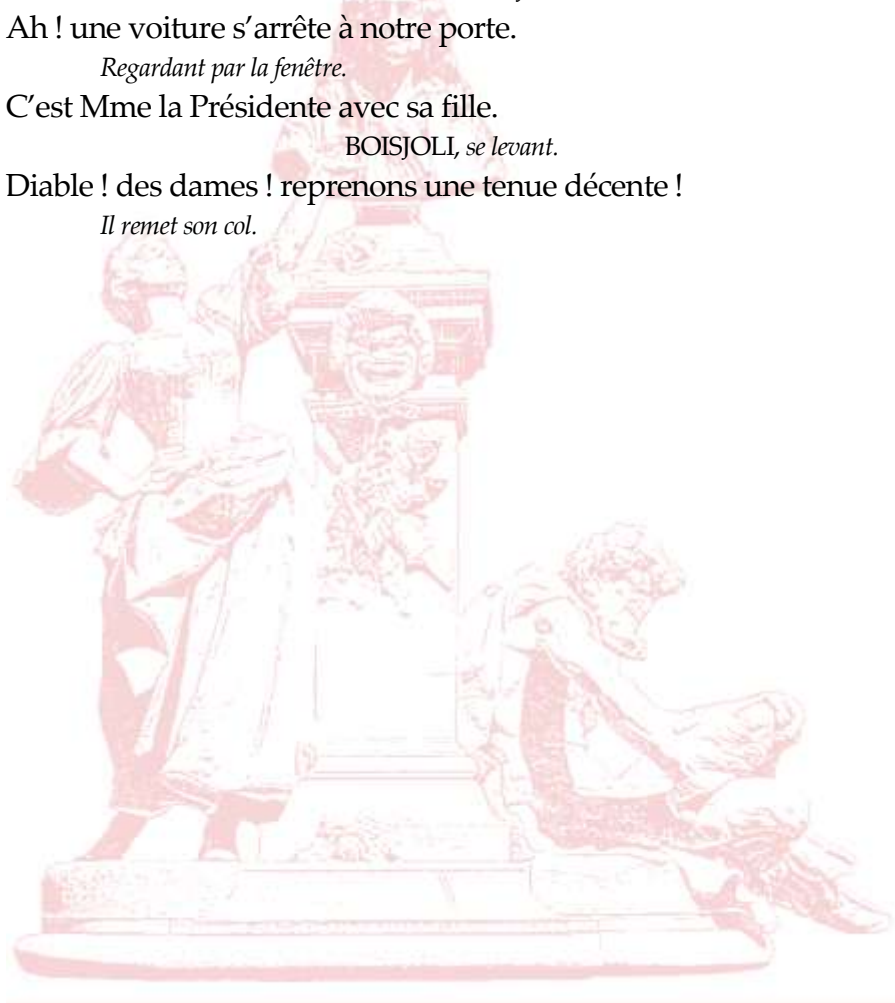 Ah ! une voiture s’arrête à notre porte.
Regardant par la fenêtre.
C’est Mme la Présidente avec sa fille.
BOISJOLI, se levant.
Diable ! des dames ! reprenons une tenue décente !
Il remet son col.